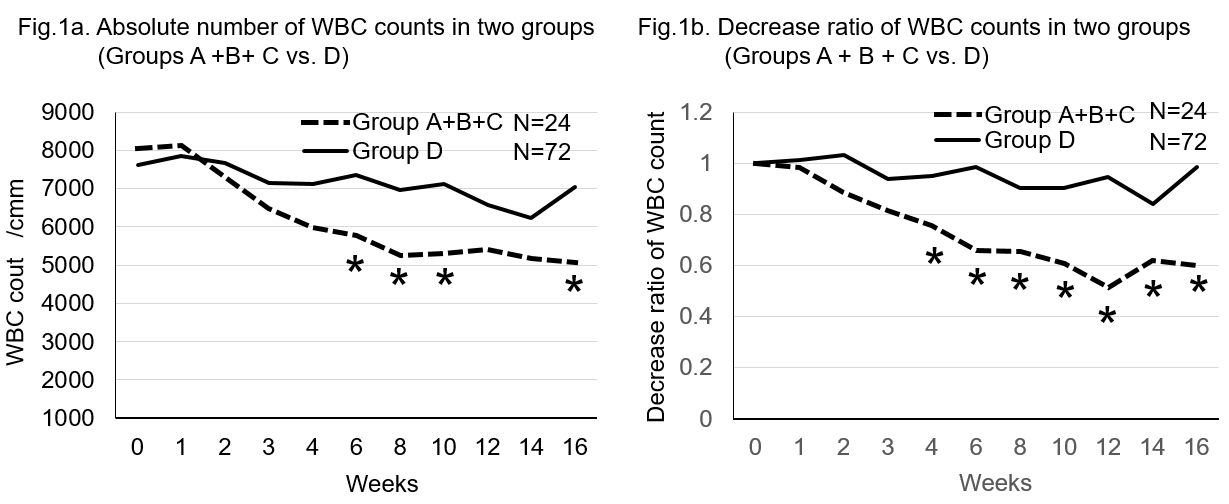 Fig.1a. Absolute number of WBC counts in two groups
(Groups A +B+ C vs. D)
9000
8000
7000
6000
5000
4000
3000
2000
1000
WBC cout /cmm
Group A+B+C N=24
Group D N=72
*
*
*
*
0 1 2 3 4 6 8 10 12 14 16
Weeks
Fig.1b. Decrease ratio of WBC counts in two groups
(Groups A + B + C vs. D)
1.2
1
0.8
0.6
0.4
0.2
0
Decrease ratio of WBC count
Group A+B+C N=24
Group D N=72
*
*
*
*
*
*
*
0 1 2 3 4 6 8 10 12 14 16
Weeks